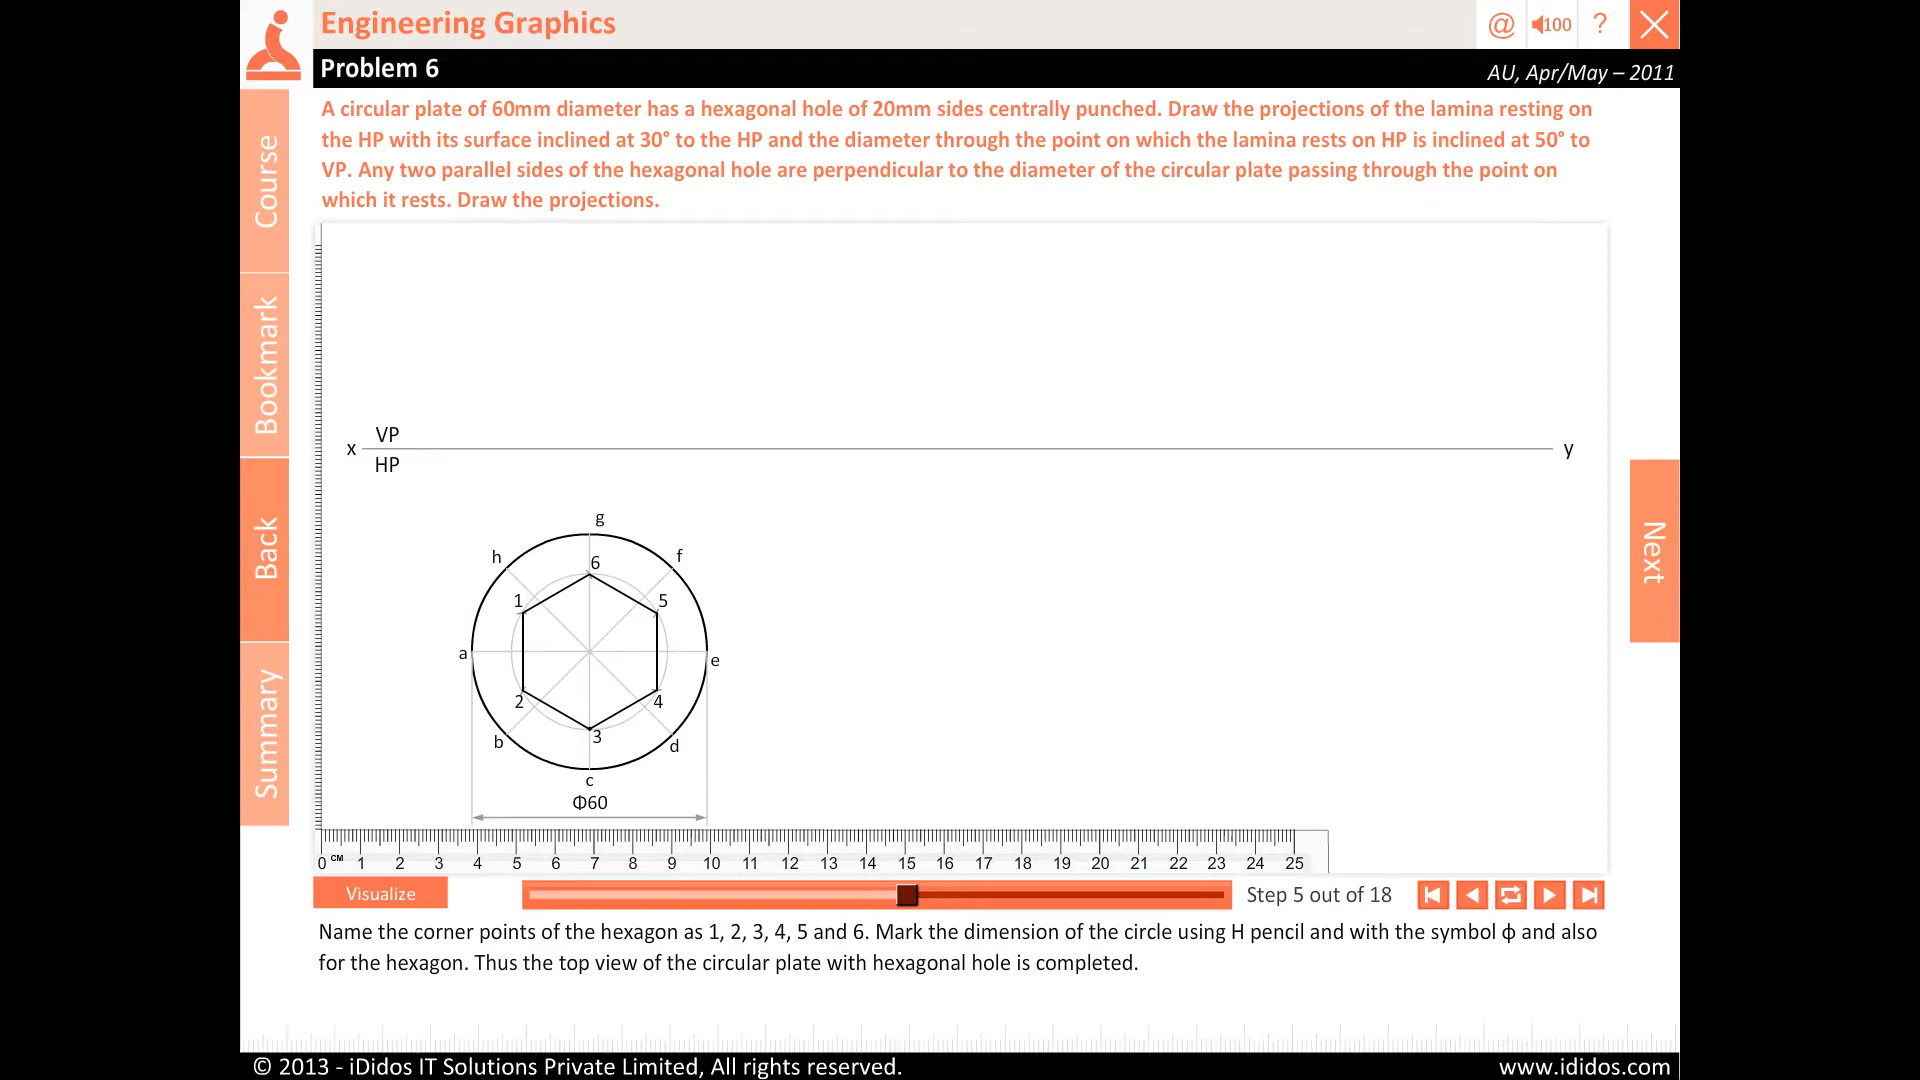 Engineering Graphics
@
100
?
Problem 6
AU, Apr/May – 2011
A circular plate of 60mm diameter has a hexagonal hole of 20mm sides centrally punched. Draw the projections of the lamina resting on
the HP with its surface inclined at 30° to the HP and the diameter through the point on which the lamina rests on HP is inclined at 50° to
VP. Any two parallel sides of the hexagonal hole are perpendicular to the diameter of the circular plate passing through the point on
which it rests. Draw the projections.
Course
Bookmark
Back
Summary
Next
VP
x
y
HP
g
h
f
6
1
5
a
e
2
4
3
b
d
c
Φ60
0 CM 1 2 3 4 5 6 7 8 9 10 11 12 13 14 15 16 17 18 19 20 21 22 23 24 25
Visualize
Step 5 out of 18
Name the corner points of the hexagon as 1, 2, 3, 4, 5 and 6. Mark the dimension of the circle using H pencil and with the symbol ϕ and also
for the hexagon. Thus the top view of the circular plate with hexagonal hole is completed.
© 2013 - iDidos IT Solutions Private Limited, All rights reserved.
www.ididos.com